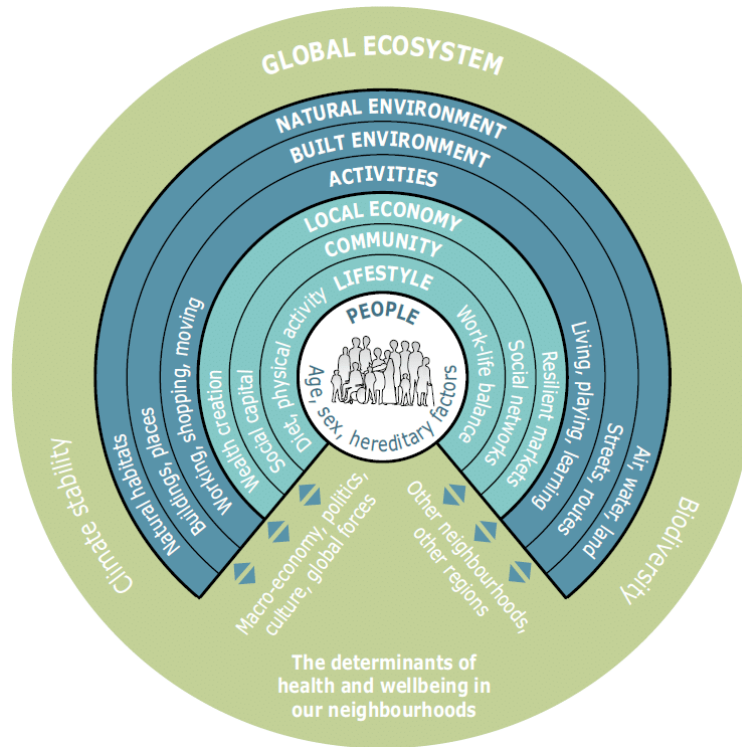 GLOBAL ECOSYSTEM
NATURAL ENVIRONMENT
BUILT ENVIRONMENT
ACTIVITIES
LOCAL ECONOMY
COMMUNITY
LIFESTYLE
PEOPLE
Age, sex, hereditary factors
Diet, physical activity
Work-life balance
Social capital
Social networks
Wealth creation
Resilient markets
Working, shopping, moving
Living, playing, learning
Buildings, places
Streets, routes
Natural habitats
Air, water, land
Climate stability
Biodiversity
Macro-economy, politics,
culture, global forces
Other neighbourhoods,
other regions
The determinants of
health and wellbeing in
our neighbourhoods